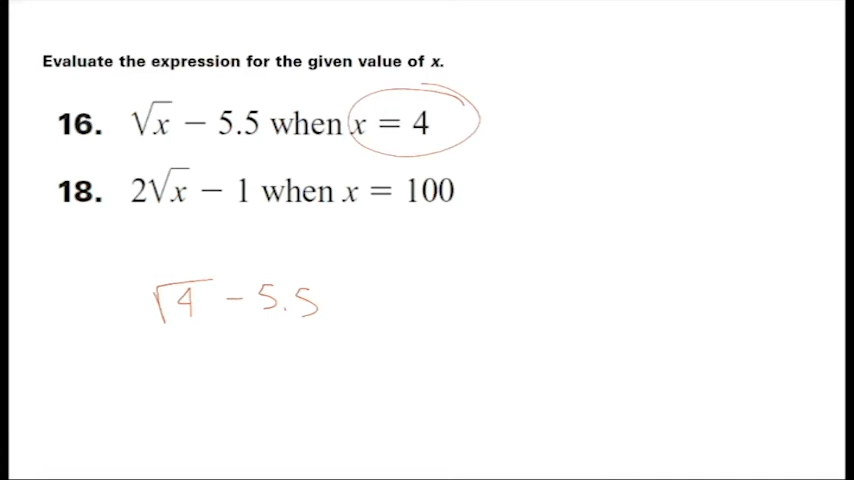 Evaluate the expression for the given value of x.
16. √x − 5.5 when x = 4
18. 2√x − 1 when x = 100
√4 − 5.5